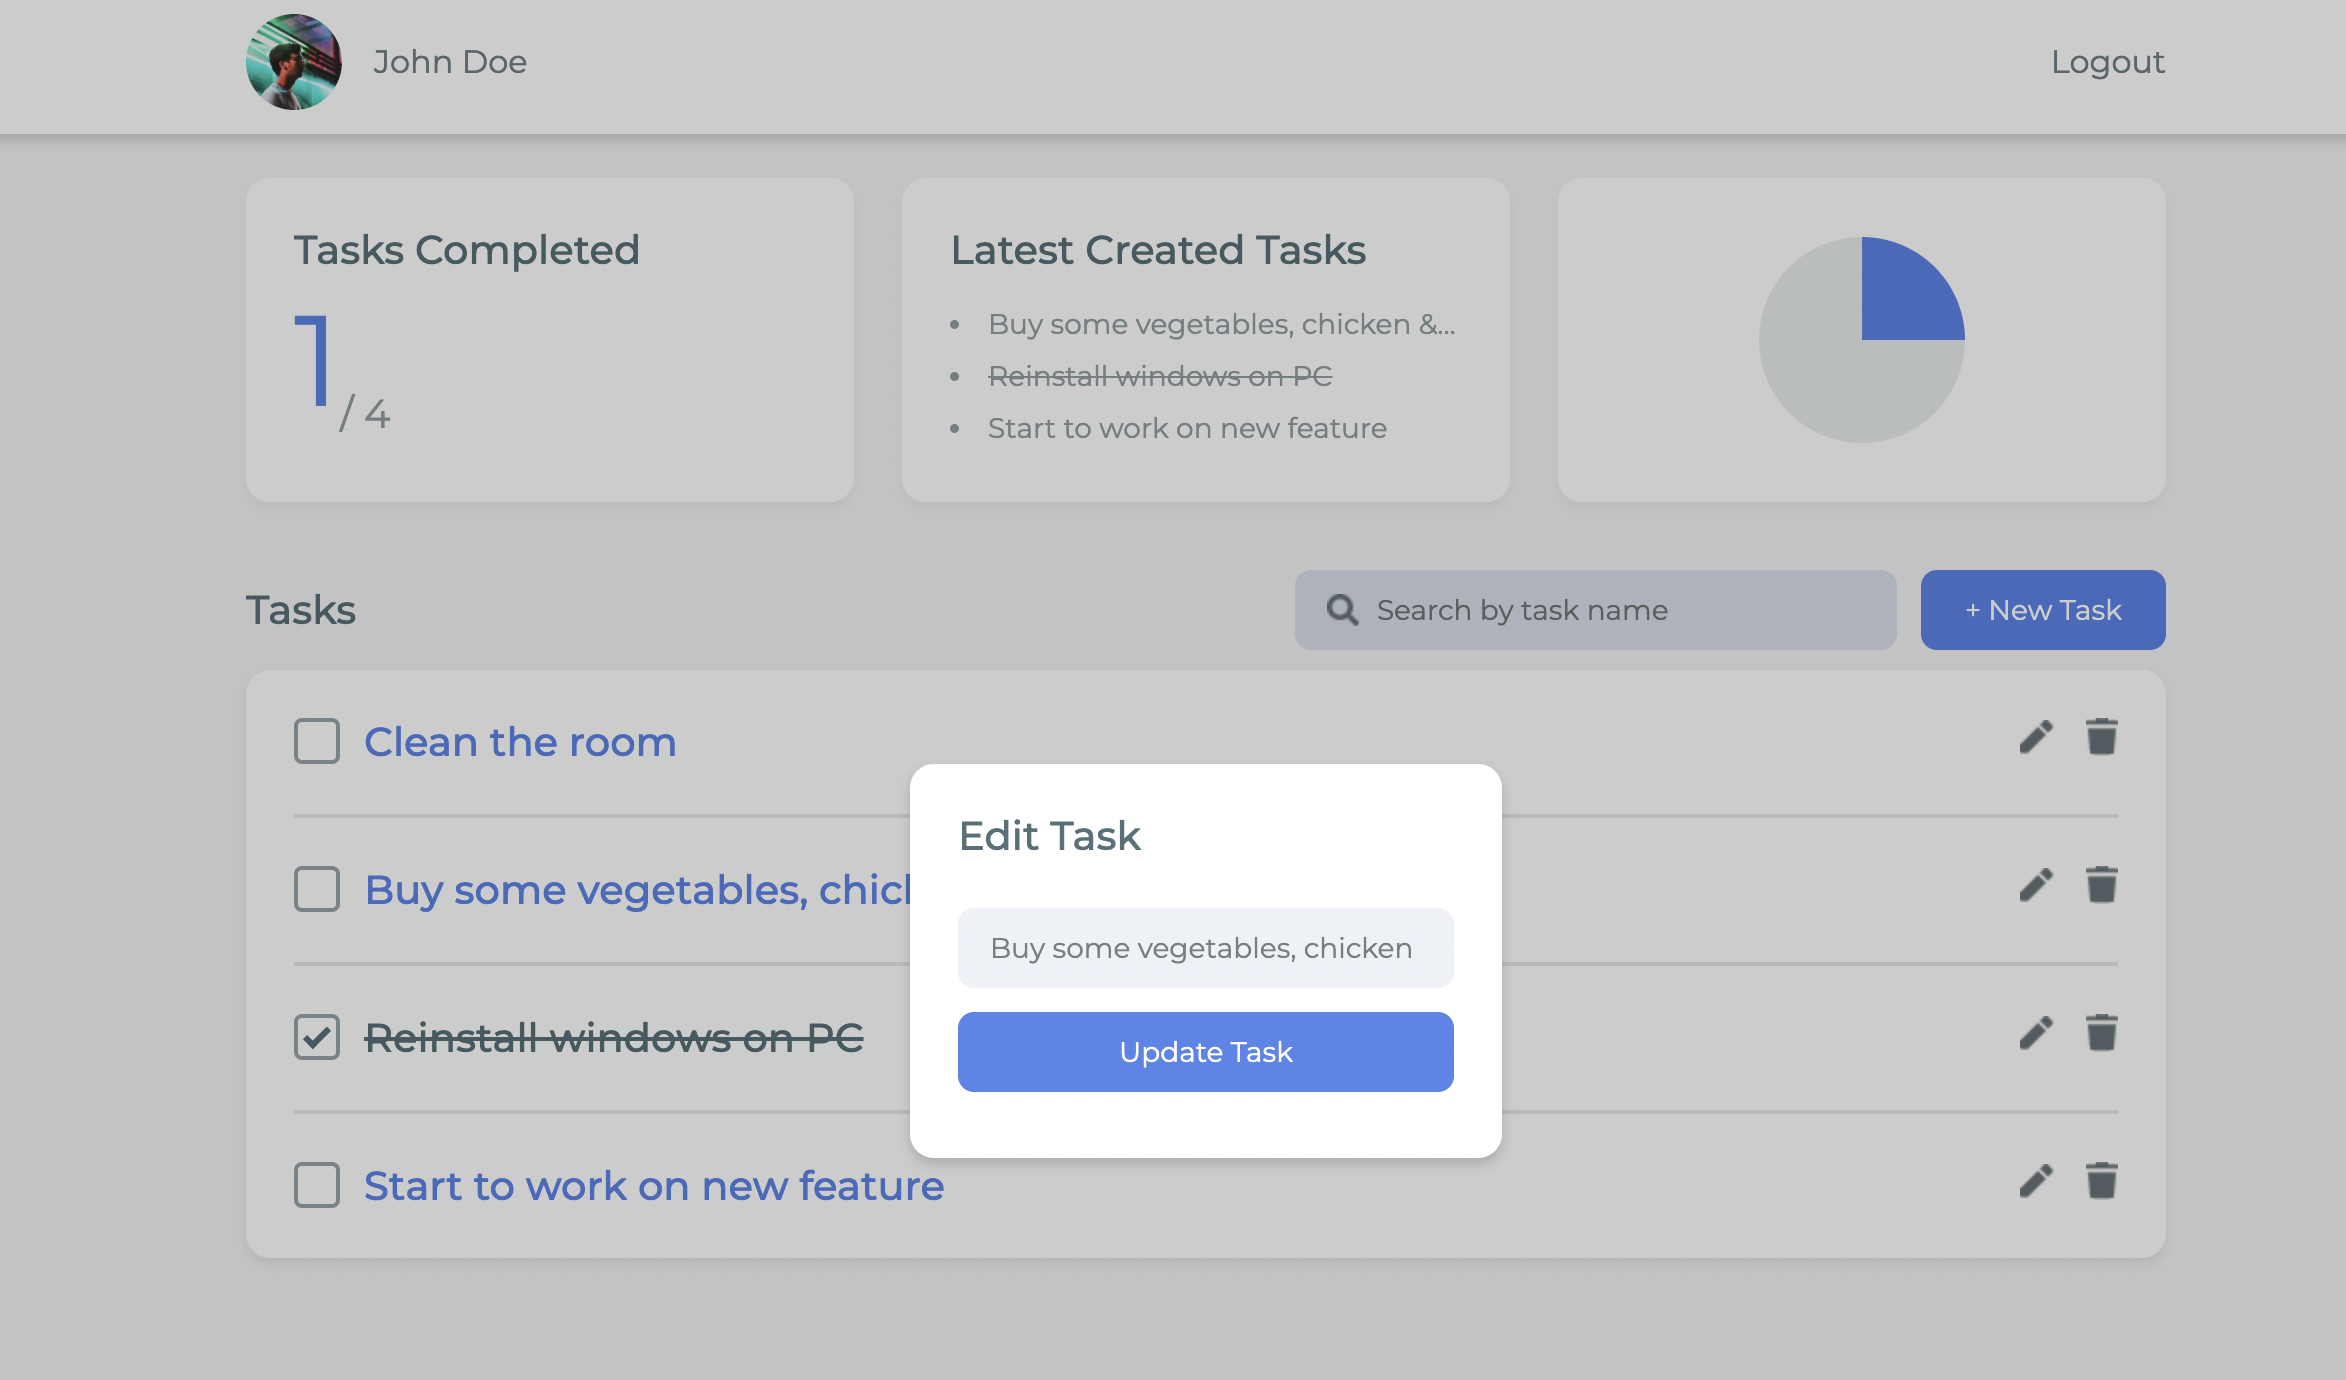 John Doe
Logout
Tasks Completed
1 / 4
Latest Created Tasks
• Buy some vegetables, chicken &...
• Reinstall windows on PC
• Start to work on new feature
Tasks
Search by task name
+ New Task
Clean the room
Buy some vegetables,
Reinstall windows on PC
Start to work on new feature
Edit Task
Buy some vegetables, chicken
Update Task